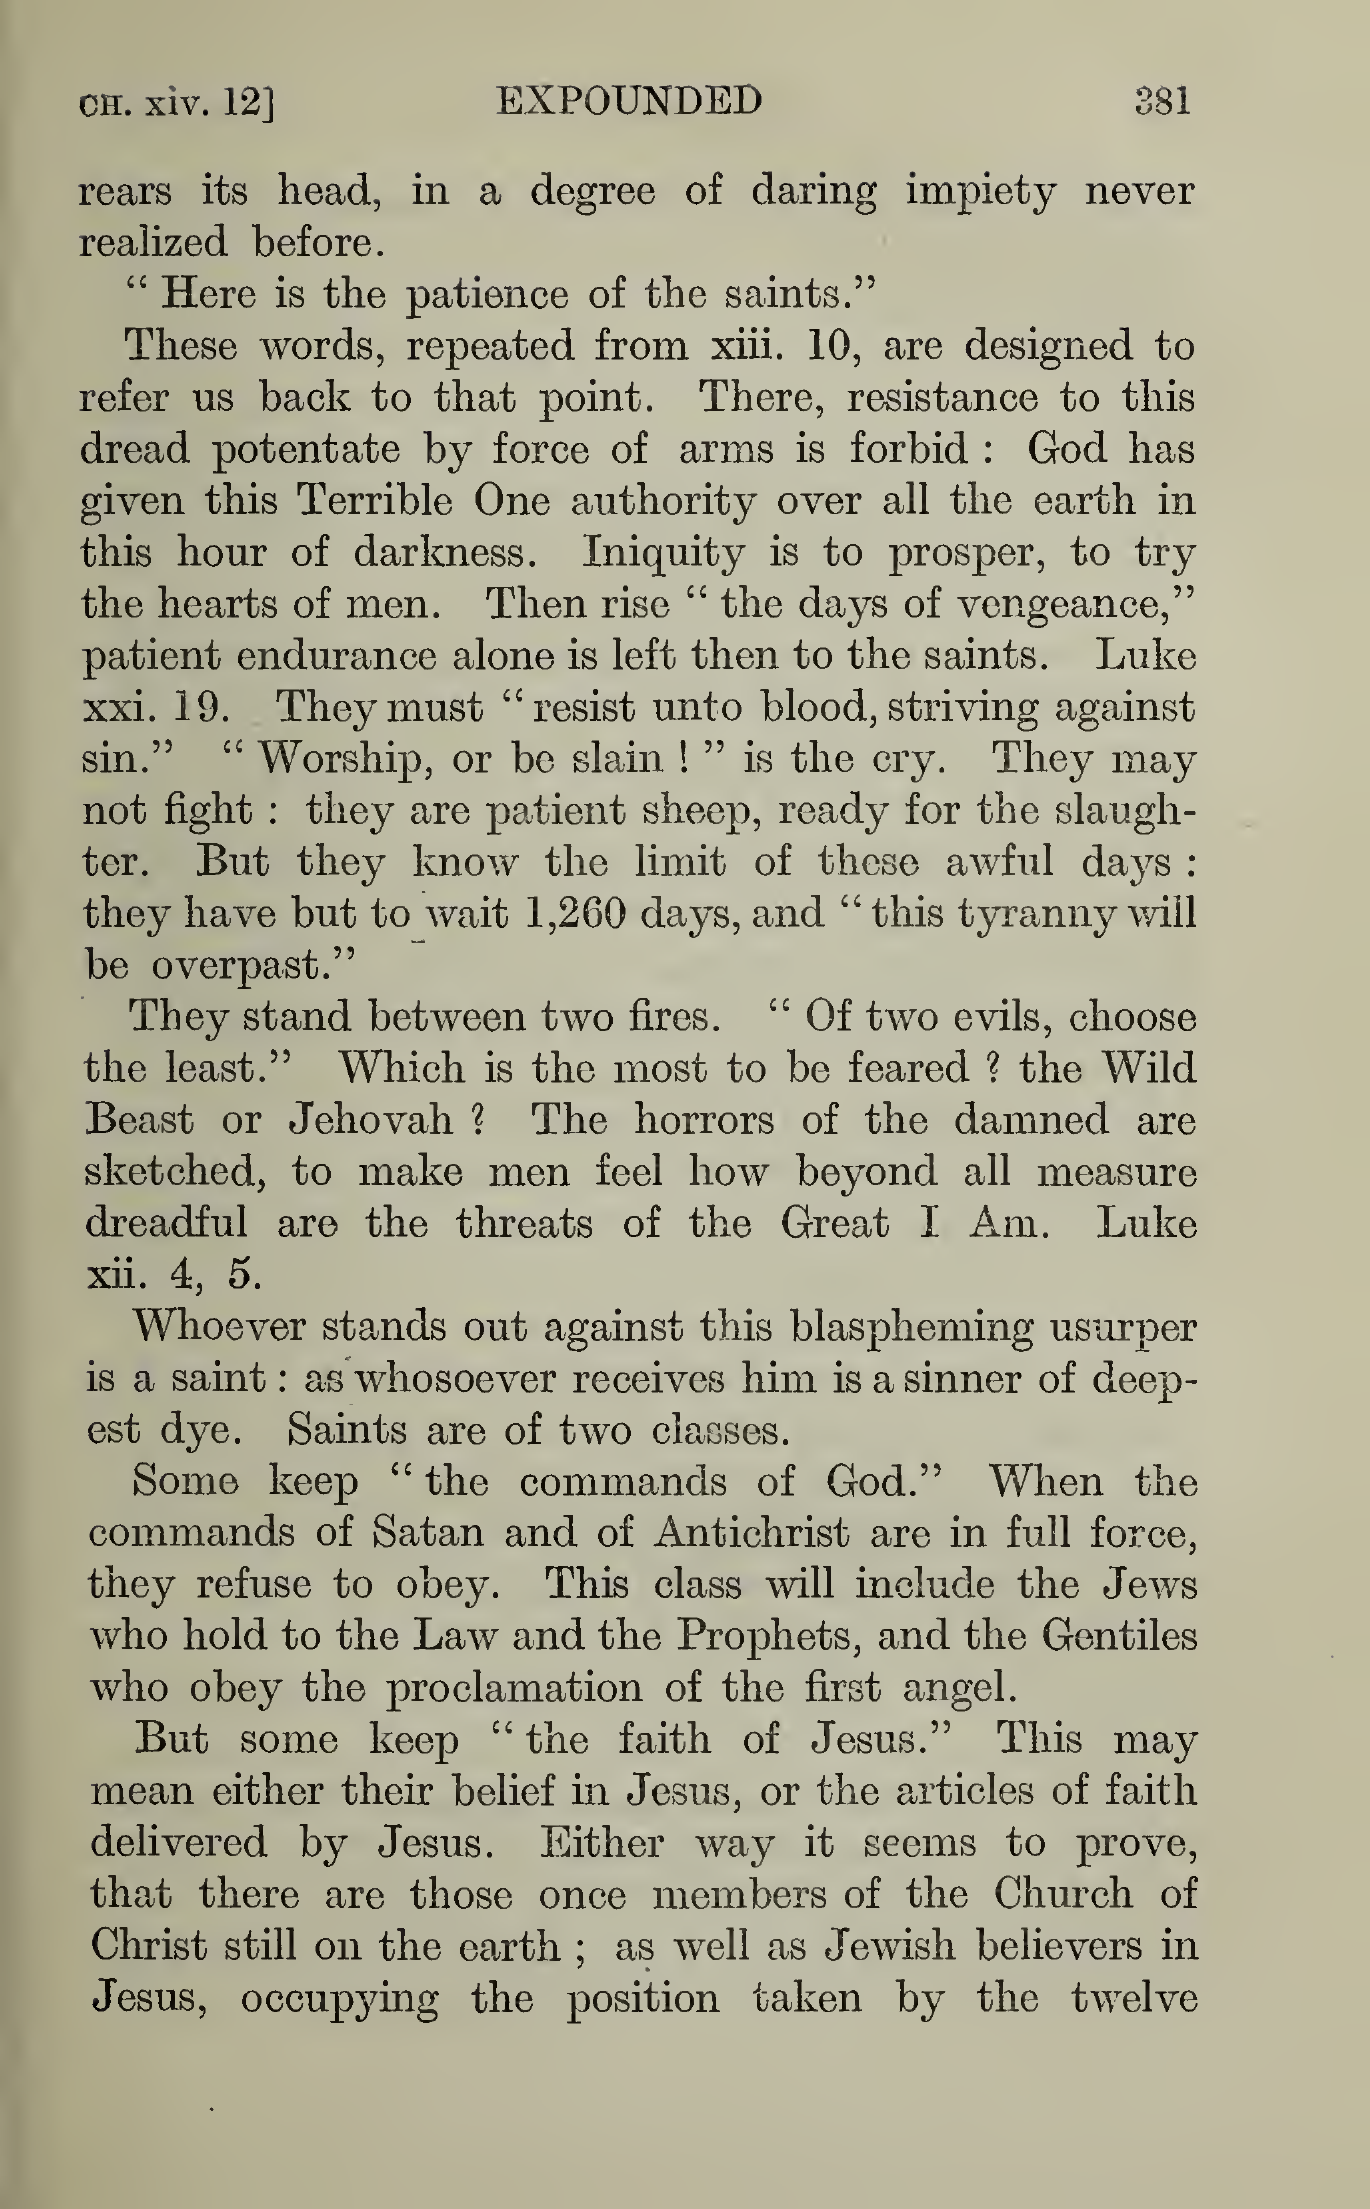 CH. xiv. 12] EXPOUNDED 381
rears its head, in a degree of daring impiety never
realized before.
“ Here is the patience of the saints.”
These words, repeated from xiii. 10, are designed to
refer us back to that point. There, resistance to this
dread potentate by force of arms is forbid : God has
given this Terrible One authority over all the earth in
this hour of darkness. Iniquity is to prosper, to try
the hearts of men. Then rise “ the days of vengeance,”
patient endurance alone is left then to the saints. Luke
xxi. 19. They must “ resist unto blood, striving against
sin.” “ Worship, or be slain ! ” is the cry. They may
not fight : they are patient sheep, ready for the slaugh-
ter. But they know the limit of these awful days :
they have but to wait 1,260 days, and “ this tyranny will
be overpast.”
They stand between two fires. “ Of two evils, choose
the least.” Which is the most to be feared ? the Wild
Beast or Jehovah ? The horrors of the damned are
sketched, to make men feel how beyond all measure
dreadful are the threats of the Great I Am. Luke
xii. 4, 5.
Whoever stands out against this blaspheming usurper
is a saint : as whosoever receives him is a sinner of deep-
est dye. Saints are of two classes.
Some keep “ the commands of God.” When the
commands of Satan and of Antichrist are in full force,
they refuse to obey. This class will include the Jews
who hold to the Law and the Prophets, and the Gentiles
who obey the proclamation of the first angel.
But some keep “ the faith of Jesus.” This may
mean either their belief in Jesus, or the articles of faith
delivered by Jesus. Either way it seems to prove,
that there are those once members of the Church of
Christ still on the earth ; as well as Jewish believers in
Jesus, occupying the position taken by the twelve